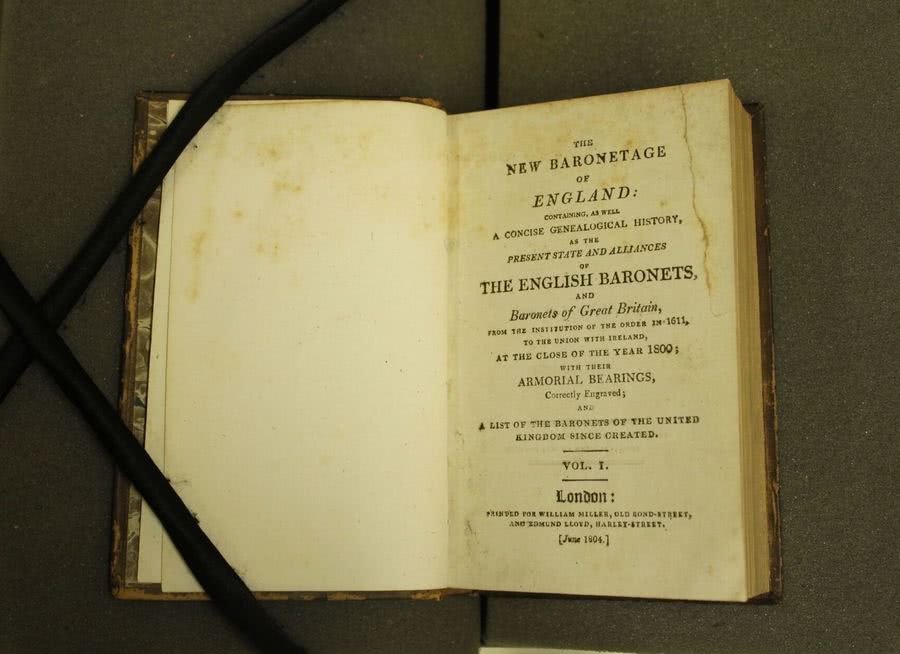 THE
NEW BARONETAGE
OF
ENGLAND:
CONTAINING, AS WELL
A CONCISE GENEALOGICAL HISTORY,
AS THE
PRESENT STATE AND ALLIANCES
OF
THE ENGLISH BARONETS,
AND
Baronets of Great Britain,
FROM THE INSTITUTION OF THE ORDER IN 1611,
TO THE UNION WITH IRELAND,
AT THE CLOSE OF THE YEAR 1800;
WITH THEIR
ARMORIAL BEARINGS,
Correctly Engraved;
AND
A LIST OF THE BARONETS OF THE UNITED
KINGDOM SINCE CREATED.
VOL. I.
London:
PRINTED FOR WILLIAM MILLER, OLD BOND-STREET,
AND EDMUND LLOYD, HARLEY-STREET.
[June 1804.]